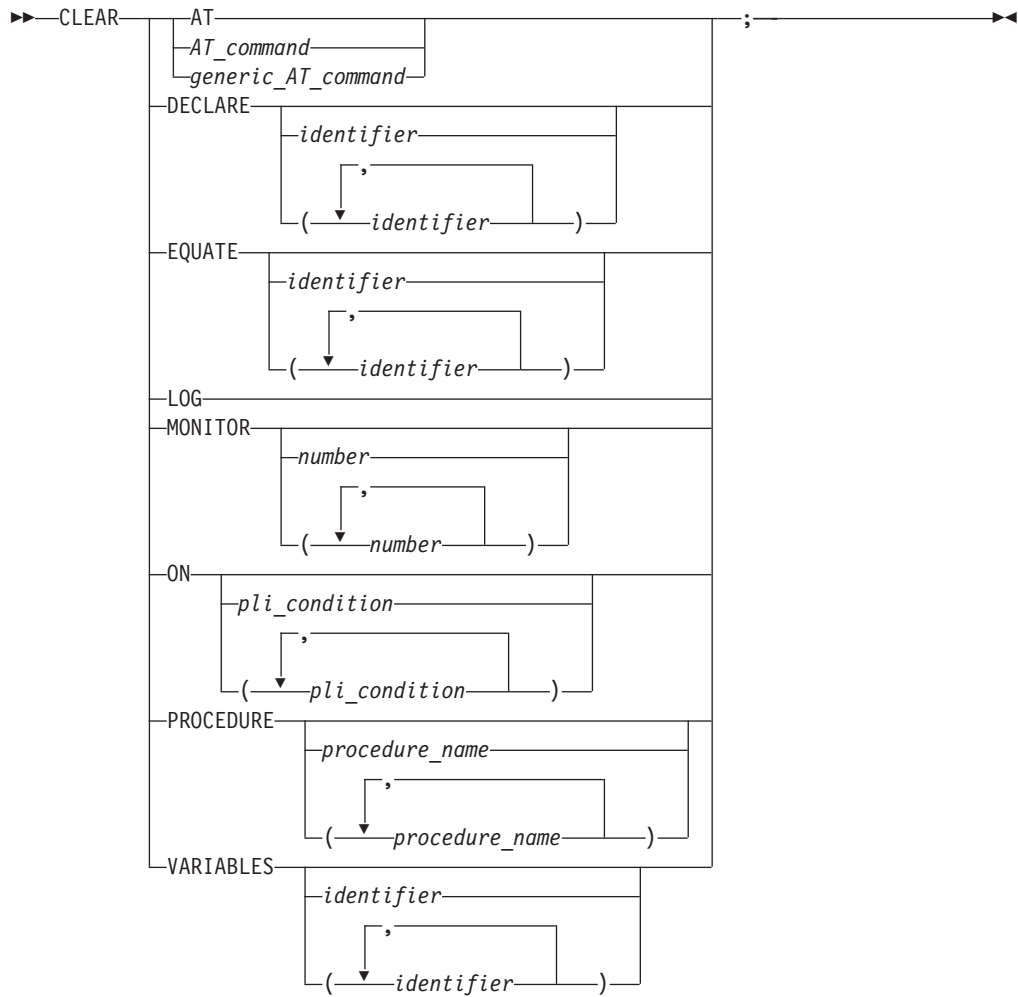 CLEAR AT ;
AT_command
generic_AT_command
DECLARE
identifier
,
( identifier )
EQUATE
identifier
,
( identifier )
LOG
MONITOR
number
,
( number )
ON
pli_condition
,
( pli_condition )
PROCEDURE
procedure_name
,
( procedure_name )
VARIABLES
identifier
,
( identifier )